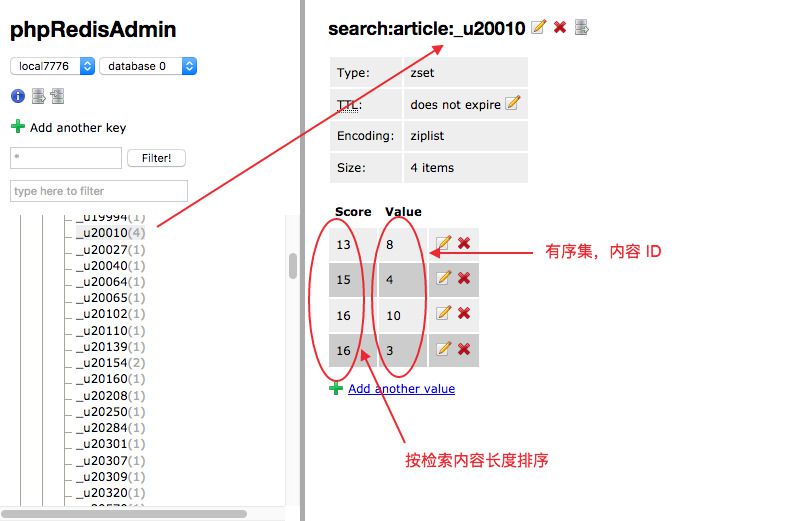 phpRedisAdmin
local7776
database 0
Add another key
*
Filter!
type here to filter
_u19994(1)
_u20010(4)
_u20027(1)
_u20040(1)
_u20064(1)
_u20065(1)
_u20102(1)
_u20110(1)
_u20139(1)
_u20154(2)
_u20160(1)
_u20208(1)
_u20250(1)
_u20284(1)
_u20301(1)
_u20307(1)
_u20309(1)
_u20320(1)
search:article:_u20010
Type: zset
TTL: does not expire
Encoding: ziplist
Size: 4 items
Score Value
13 8
15 4
16 10
16 3
Add another value
有序集，内容 ID
按检索内容长度排序